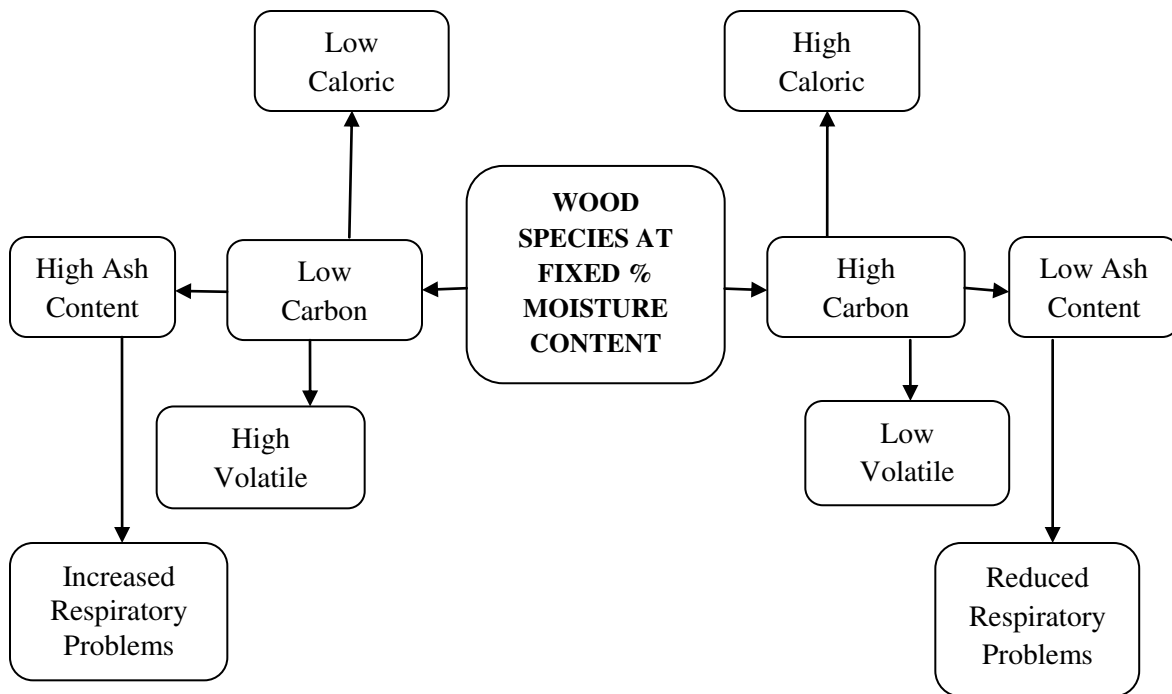 Low
Caloric
High
Caloric
WOOD
SPECIES AT
FIXED %
MOISTURE
CONTENT
High Ash
Content
Low
Carbon
High
Carbon
Low Ash
Content
High
Volatile
Low
Volatile
Increased
Respiratory
Problems
Reduced
Respiratory
Problems